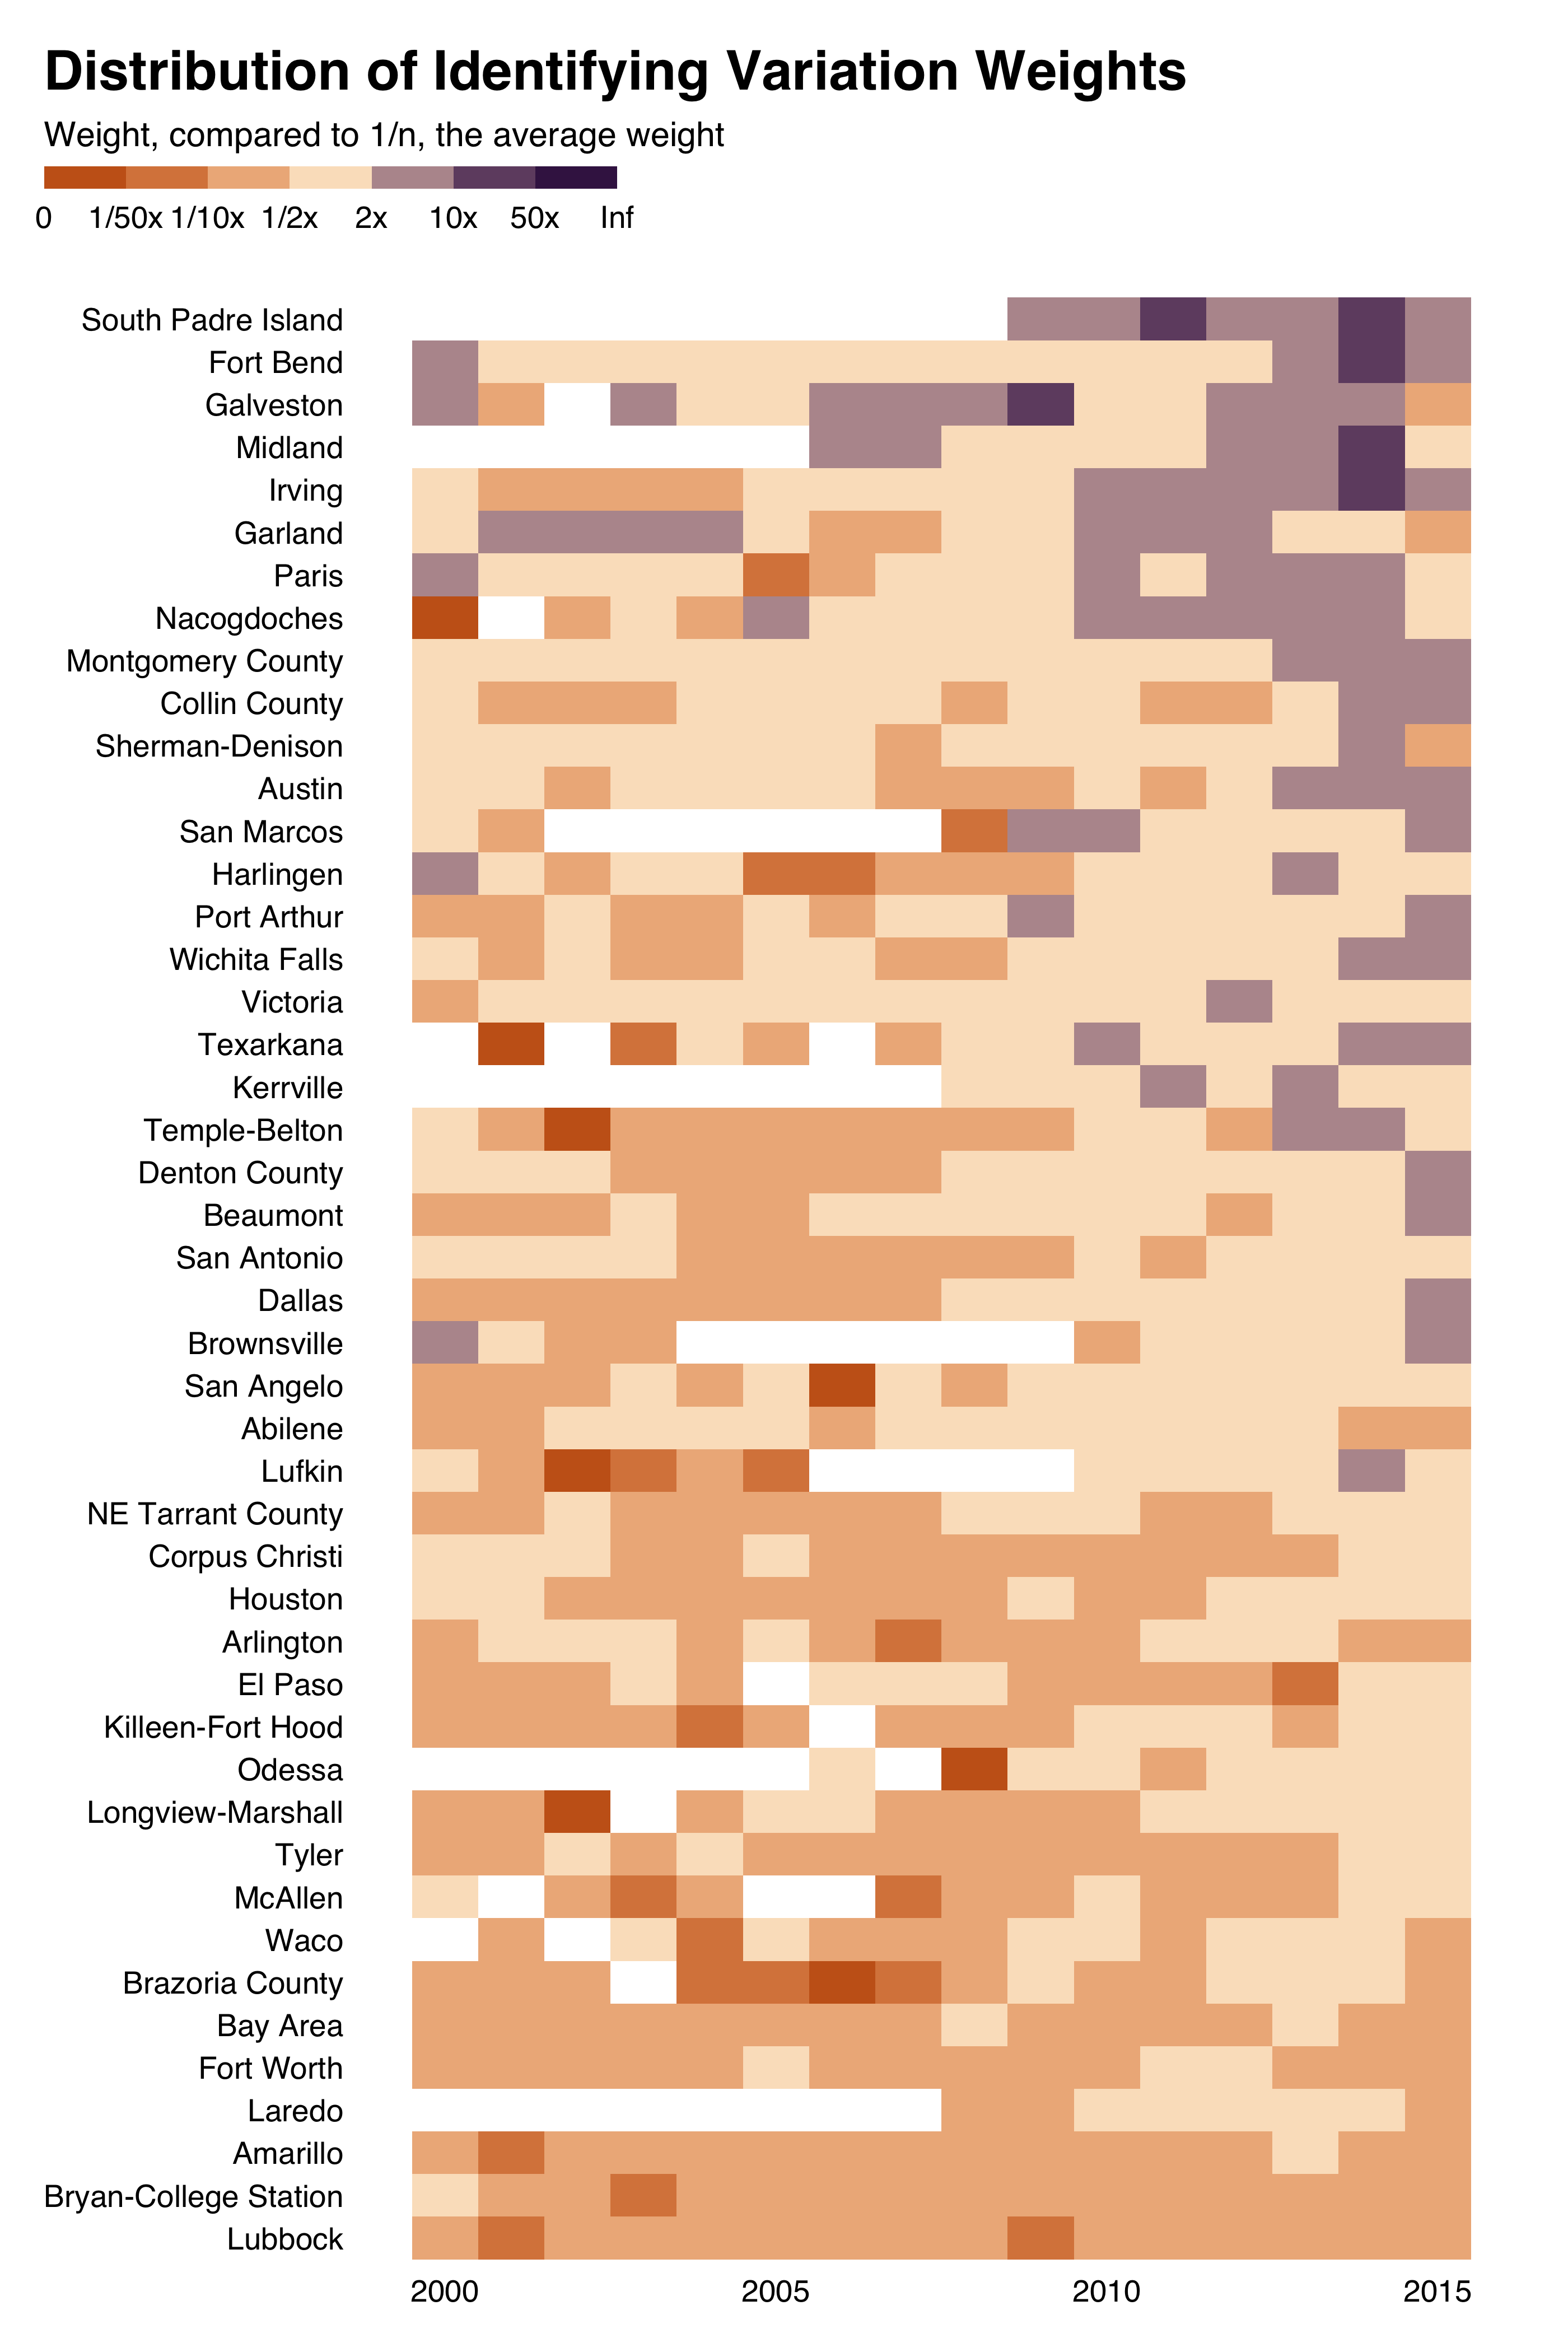 Distribution of Identifying Variation Weights
Weight, compared to 1/n, the average weight
0 1/50x 1/10x 1/2x 2x 10x 50x Inf
South Padre Island
Fort Bend
Galveston
Midland
Irving
Garland
Paris
Nacogdoches
Montgomery County
Collin County
Sherman-Denison
Austin
San Marcos
Harlingen
Port Arthur
Wichita Falls
Victoria
Texarkana
Kerrville
Temple-Belton
Denton County
Beaumont
San Antonio
Dallas
Brownsville
San Angelo
Abilene
Lufkin
NE Tarrant County
Corpus Christi
Houston
Arlington
El Paso
Killeen-Fort Hood
Odessa
Longview-Marshall
Tyler
McAllen
Waco
Brazoria County
Bay Area
Fort Worth
Laredo
Amarillo
Bryan-College Station
Lubbock
2000 2005 2010 2015